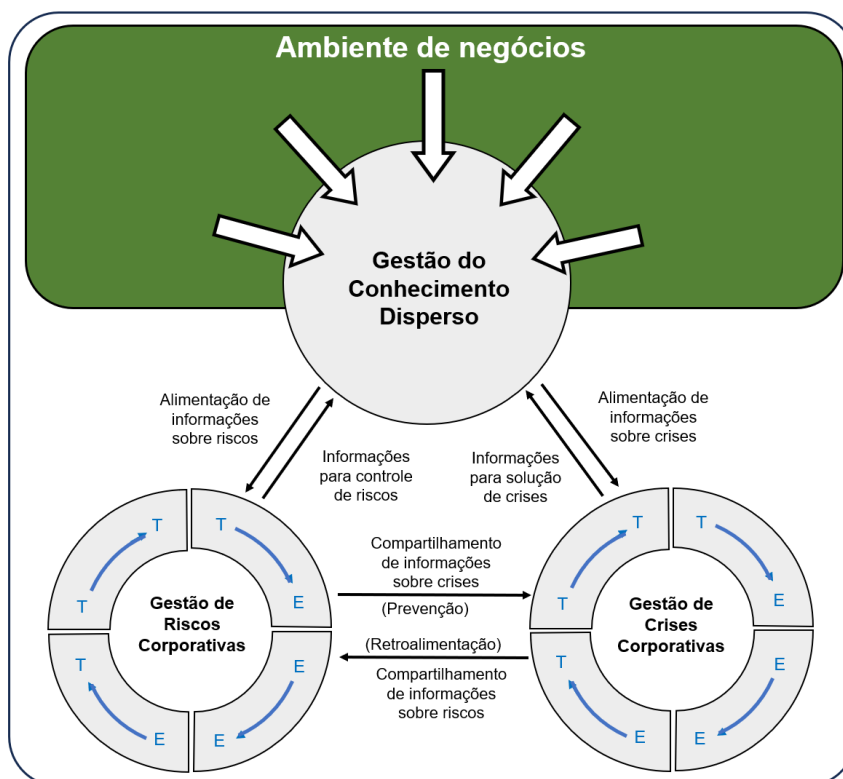 Ambiente de negócios
Gestão do
Conhecimento
Disperso
Alimentação de
informações
sobre riscos
Informações
para controle
de riscos
Informações
para solução
de crises
Alimentação de
informações
sobre crises
T
T
T
E
E
E
E
T
Gestão de
Riscos
Corporativas
Compartilhamento
de informações
sobre crises
(Prevenção)
(Retroalimentação)
Compartilhamento
de informações
sobre riscos
T
T
T
E
E
E
E
T
Gestão de
Crises
Corporativas